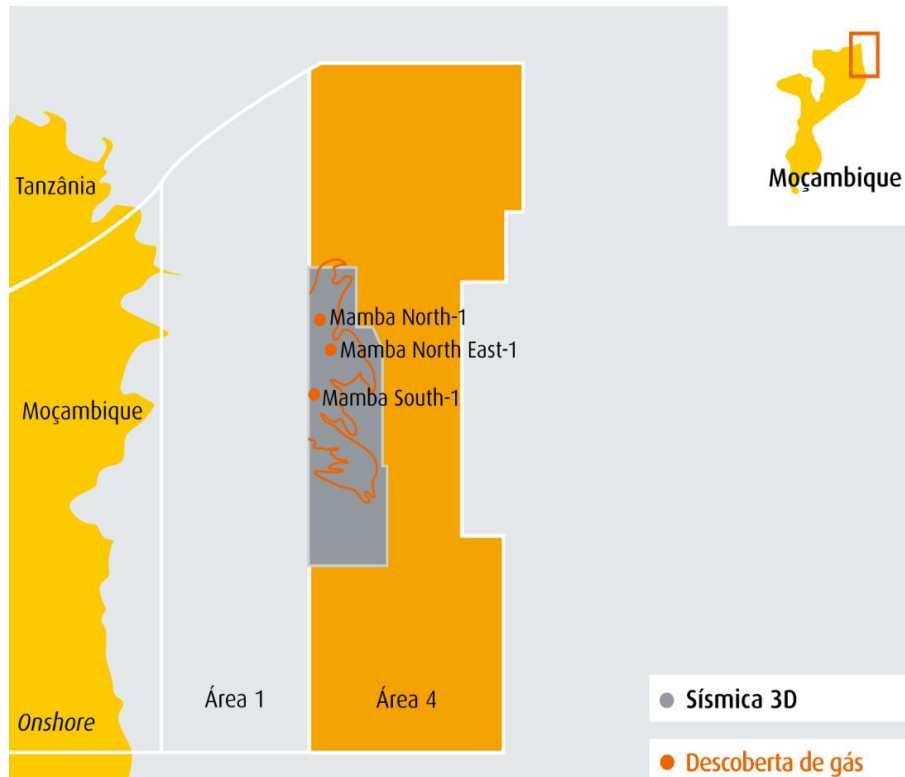 Moçambique
Tanzânia
Mamba North-1
Mamba North East-1
Mamba South-1
Moçambique
Área 1
Área 4
Onshore
Sísmica 3D
Descoberta de gás